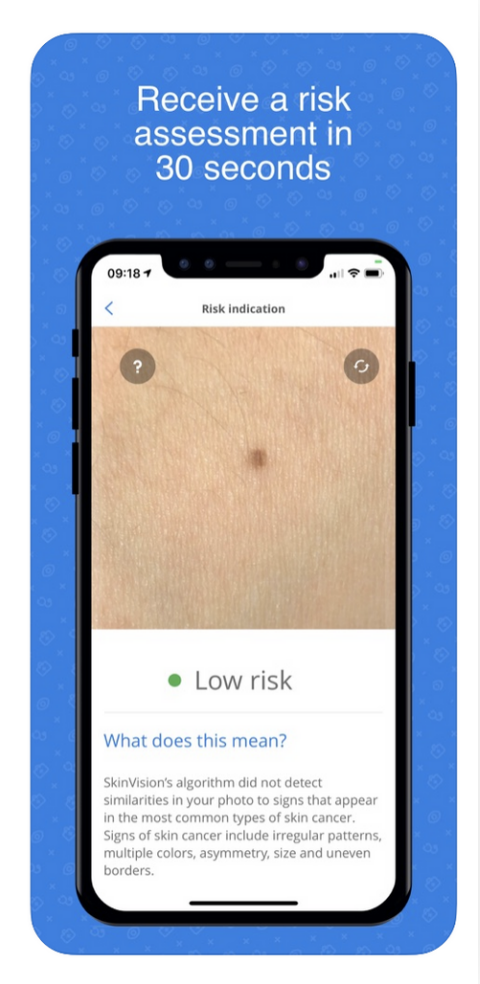 Receive a risk
assessment in
30 seconds
09:18
Risk indication
?
Low risk
What does this mean?
SkinVision's algorithm did not detect
similarities in your photo to signs that appear
in the most common types of skin cancer.
Signs of skin cancer include irregular patterns,
multiple colors, asymmetry, size and uneven
borders.